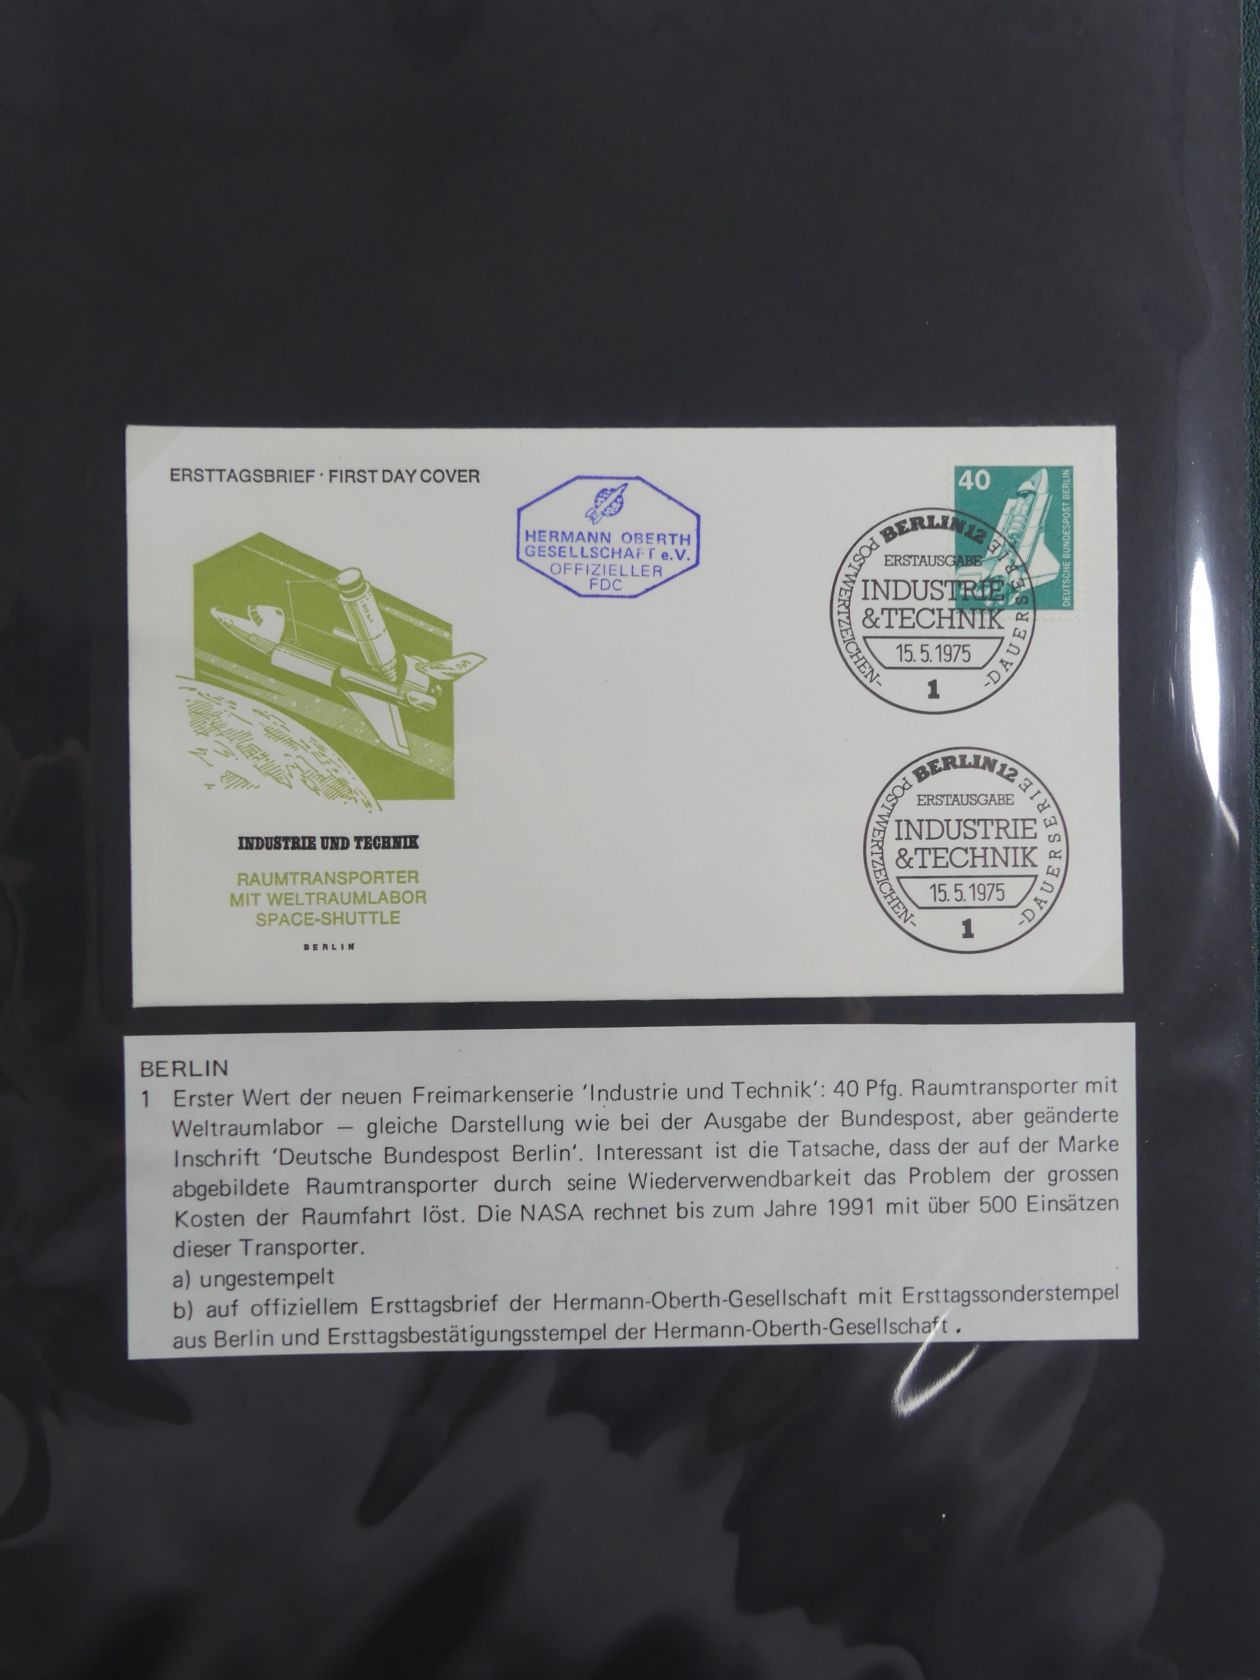 ERSTTAGSBRIEF · FIRST DAY COVER
HERMANN OBERTH
GESELLSCHAFT e.V.
OFFIZIELLER
FDC
40
DEUTSCHE BUNDESPOST BERLIN
BERLIN 12
POSTWERTZEICHEN-
-DAUERSERIE
ERSTAUSGABE
INDUSTRIE
&TECHNIK
15.5.1975
1
BERLIN 12
POSTWERTZEICHEN-
-DAUERSERIE
ERSTAUSGABE
INDUSTRIE
&TECHNIK
15.5.1975
1
INDUSTRIE UND TECHNIK
RAUMTRANSPORTER
MIT WELTRAUMLABOR
SPACE-SHUTTLE
BERLIN
BERLIN
1 Erster Wert der neuen Freimarkenserie 'Industrie und Technik': 40 Pfg. Raumtransporter mit
Weltraumlabor – gleiche Darstellung wie bei der Ausgabe der Bundespost, aber geänderte
Inschrift 'Deutsche Bundespost Berlin'. Interessant ist die Tatsache, dass der auf der Marke
abgebildete Raumtransporter durch seine Wiederverwendbarkeit das Problem der grossen
Kosten der Raumfahrt löst. Die NASA rechnet bis zum Jahre 1991 mit über 500 Einsätzen
dieser Transporter.
a) ungestempelt
b) auf offiziellem Ersttagsbrief der Hermann-Oberth-Gesellschaft mit Ersttagssonderstempel
aus Berlin und Ersttagsbestätigungsstempel der Hermann-Oberth-Gesellschaft.